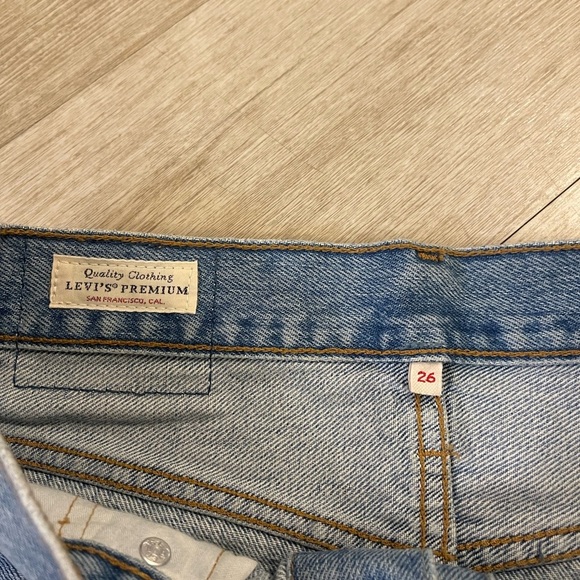 Quality Clothing
LEVI'S® PREMIUM
SAN FRANCISCO, CAL.
26